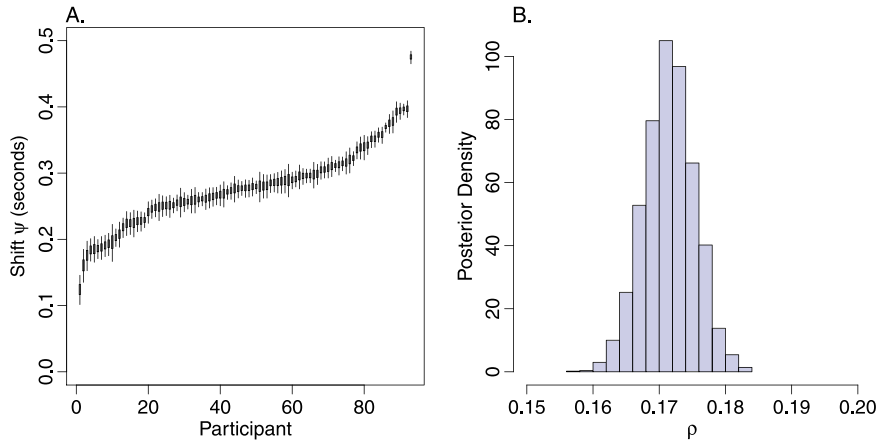 A.
Shift ψ (seconds)
0.5
0.4
0.3
0.2
0.1
0.0
0 20 40 60 80
Participant
B.
Posterior Density
100
80
60
40
20
0
0.15 0.16 0.17 0.18 0.19 0.20
ρ